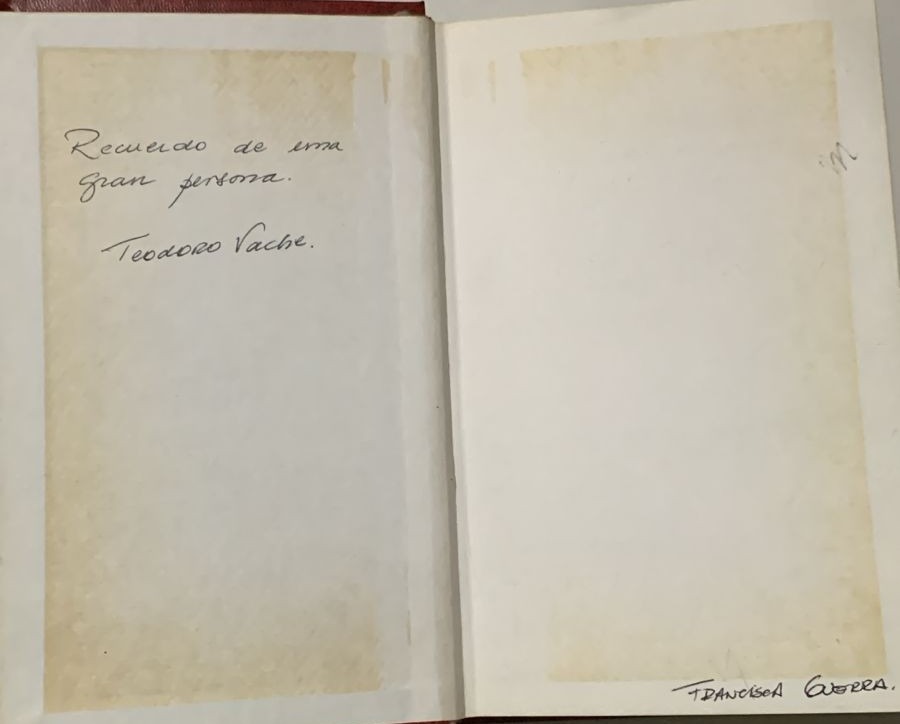 Recuerdo de una
gran persona.
Teodoro Vache.
Francisca Guerra.